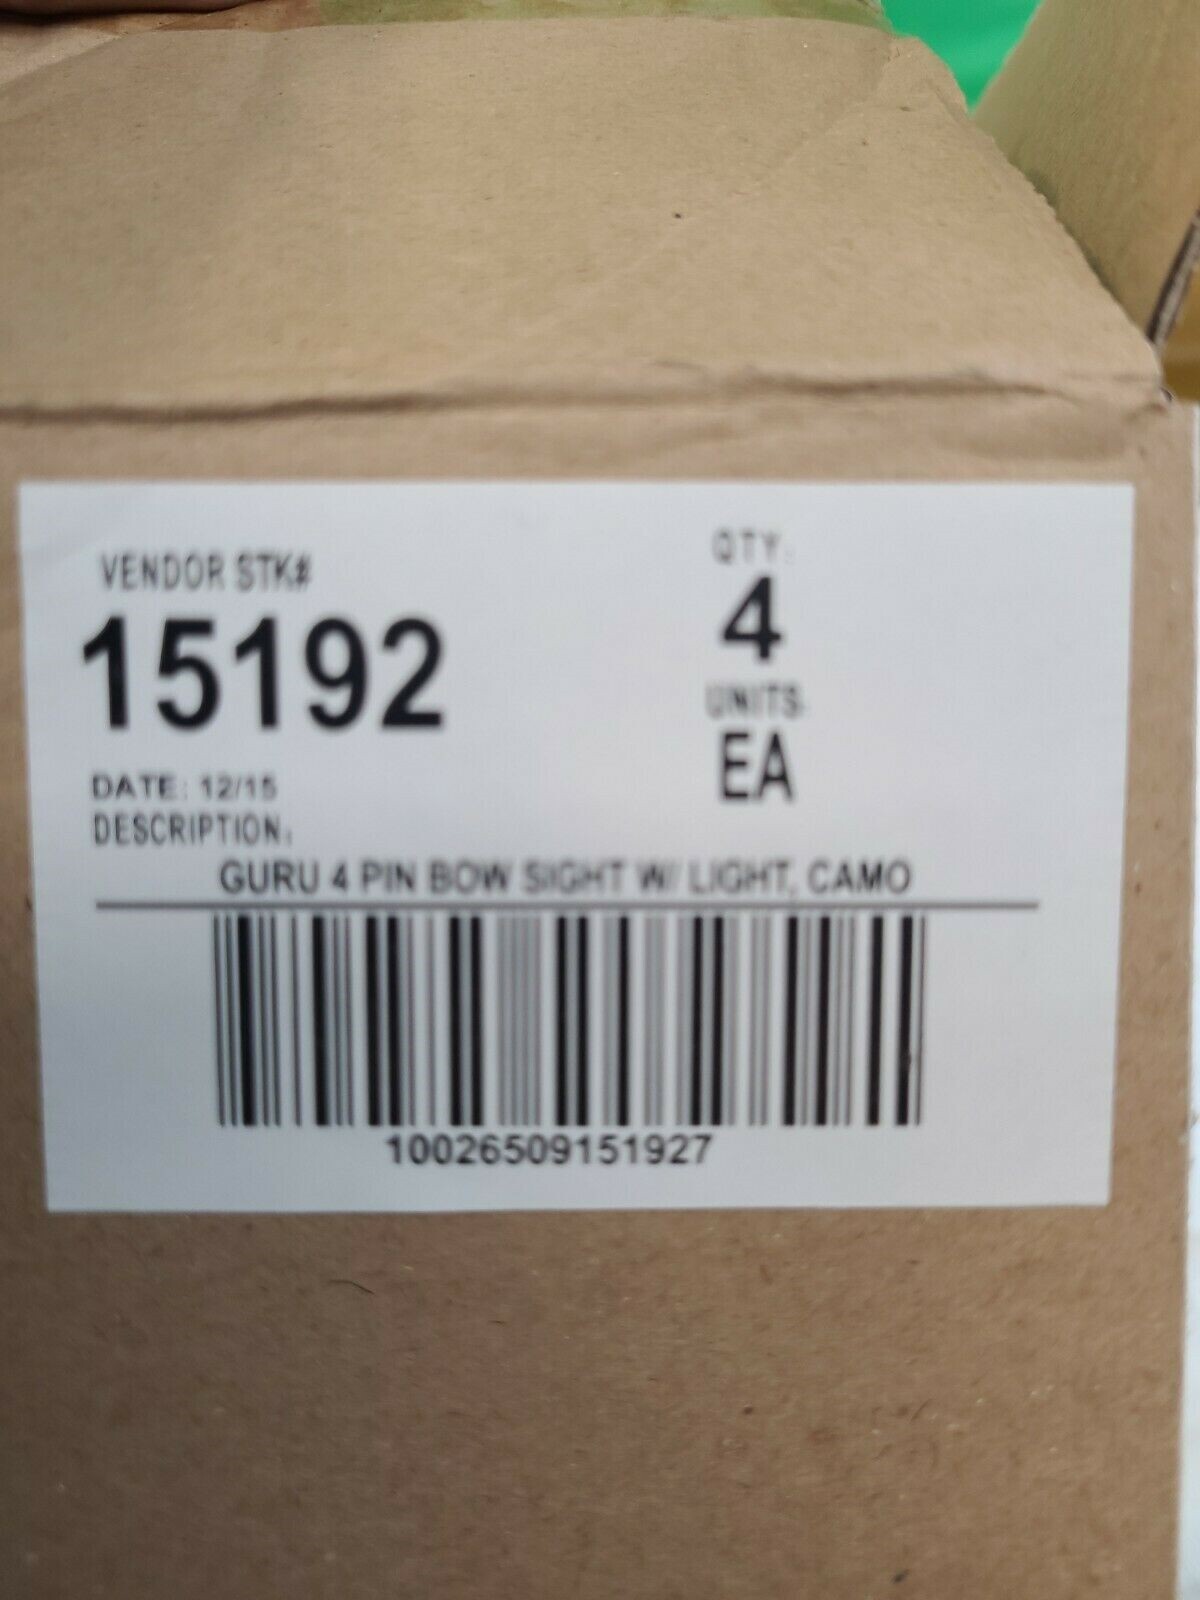 VENDOR STK#
15192
QTY.
4
UNITS
EA
DATE: 12/15
DESCRIPTION:
GURU 4 PIN BOW SIGHT W/ LIGHT, CAMO
10026509151927